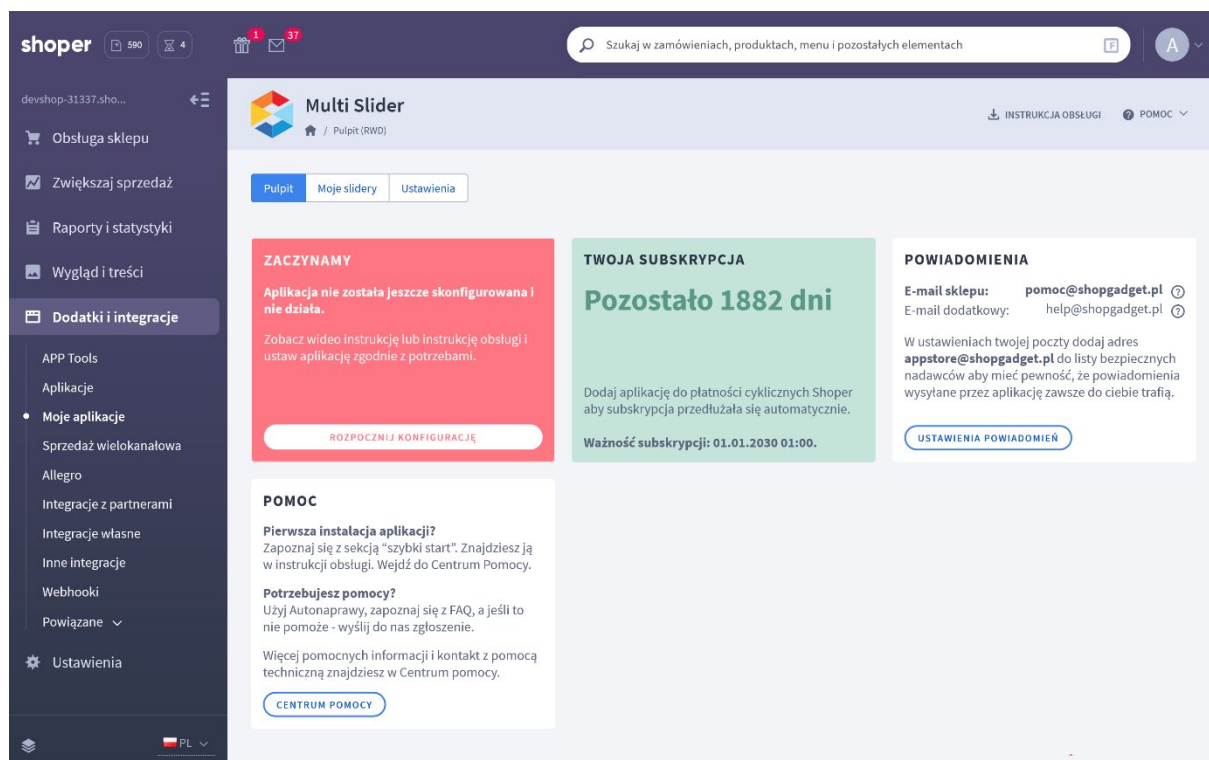 shoper 590 4 1 37 Szukaj w zamówieniach, produktach, menu i pozostałych elementach F A
devshop-31337.sho...
Obsługa sklepu
Zwiększaj sprzedaż
Raporty i statystyki
Wygląd i treści
Dodatki i integracje
APP Tools
Aplikacje
Moje aplikacje
Sprzedaż wielokanałowa
Allegro
Integracje z partnerami
Integracje własne
Inne integracje
Webhooki
Powiązane
Ustawienia
PL
Multi Slider
/ Pulpit (RWD)
INSTRUKCJA OBSŁUGI POMOC
Pulpit Moje slidery Ustawienia
ZACZYNAMY
Aplikacja nie została jeszcze skonfigurowana i
nie działa.
Zobacz wideo instrukcję lub instrukcję obsługi i
ustaw aplikację zgodnie z potrzebami.
ROZPOCZNIJ KONFIGURACJĘ
TWOJA SUBSKRYPCJA
Pozostało 1882 dni
Dodaj aplikację do płatności cyklicznych Shoper
aby subskrypcja przedłużała się automatycznie.
Ważność subskrypcji: 01.01.2030 01:00.
POWIADOMIENIA
E-mail sklepu: pomoc@shopgadget.pl ?
E-mail dodatkowy: help@shopgadget.pl ?
W ustawieniach twojej poczty dodaj adres
appstore@shopgadget.pl do listy bezpiecznych
nadawców aby mieć pewność, że powiadomienia
wysyłane przez aplikację zawsze do ciebie trafią.
USTAWIENIA POWIADOMIEŃ
POMOC
Pierwsza instalacja aplikacji?
Zapoznaj się z sekcją “szybki start”. Znajdziesz ją
w instrukcji obsługi. Wejdź do Centrum Pomocy.
Potrzebujesz pomocy?
Użyj Autonaprawy, zapoznaj się z FAQ, a jeśli to
nie pomoże - wyślij do nas zgłoszenie.
Więcej pomocnych informacji i kontakt z pomocą
techniczną znajdziesz w Centrum pomocy.
CENTRUM POMOCY